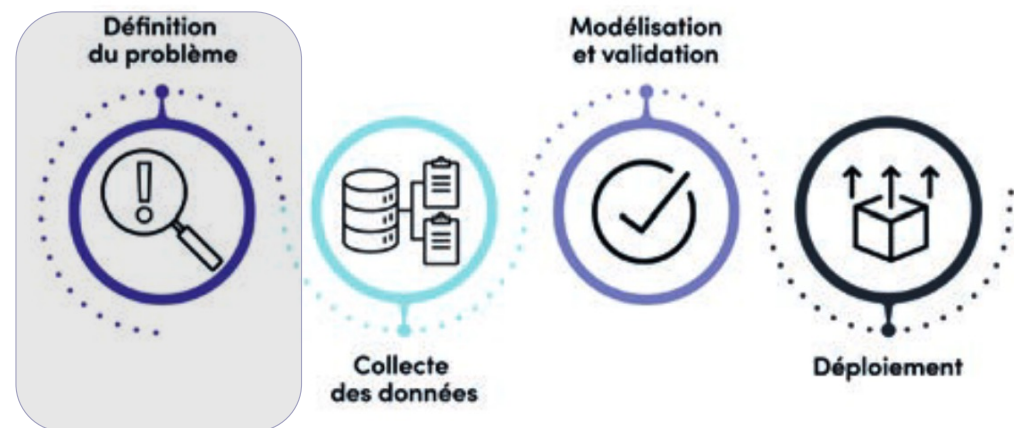 Définition
du problème
Collecte
des données
Modélisation
et validation
Déploiement